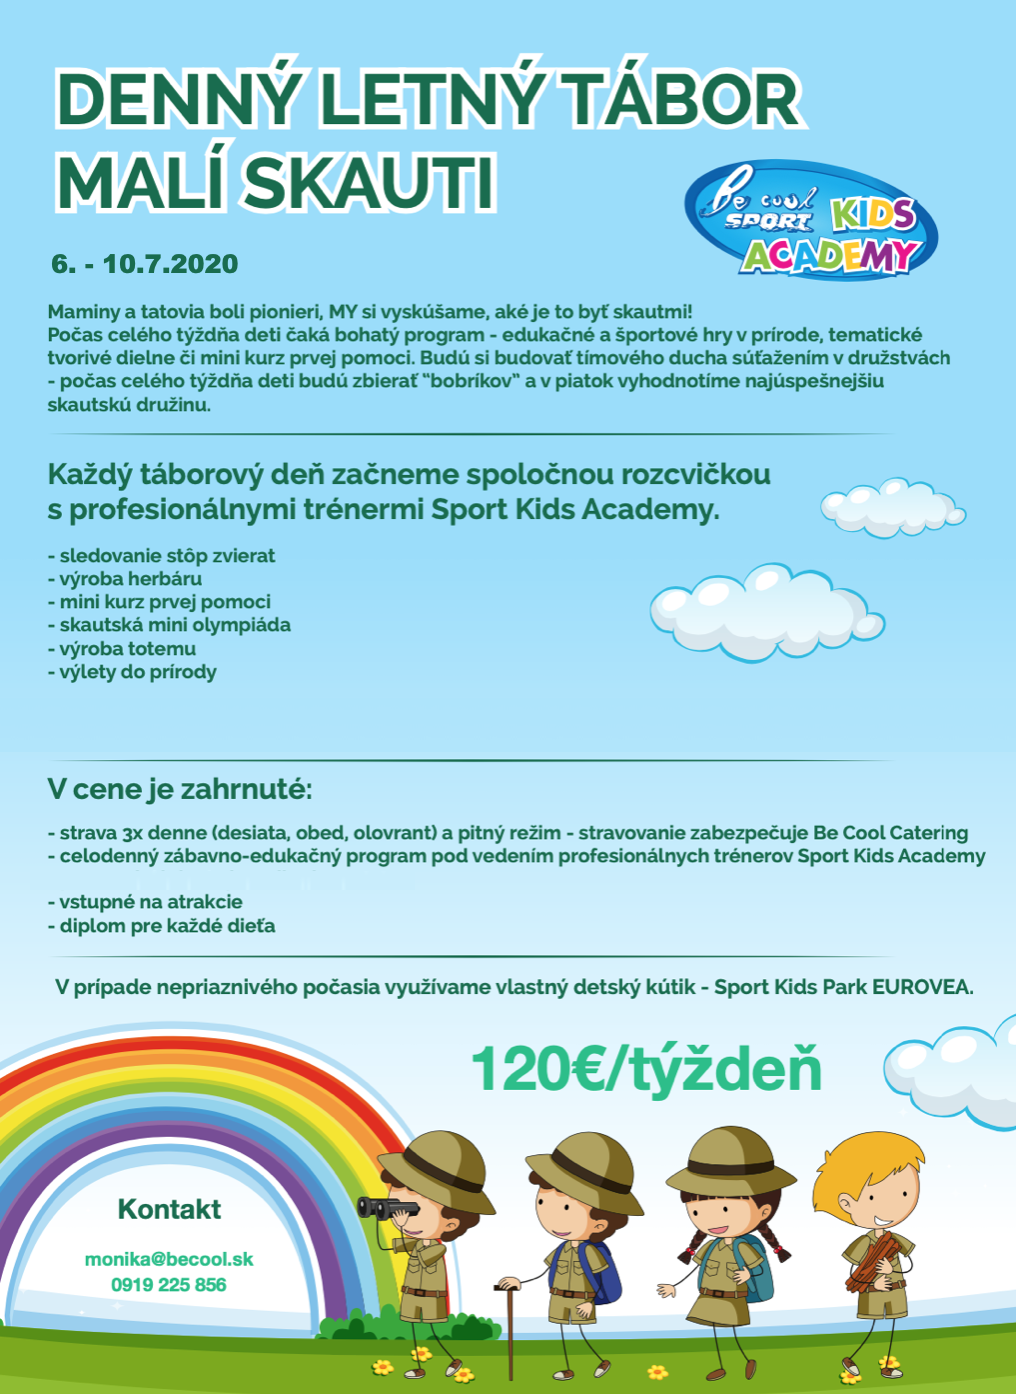 DENNÝ LETNÝ TÁBOR
MALÍ SKAUTI
Be cool
SPORT KIDS
ACADEMY
6. - 10.7.2020
Maminy a tatovia boli pionieri, MY si vyskúšame, aké je to byť skautmi!
Počas celého týždňa deti čaká bohatý program - edukačné a športové hry v prírode, tematické
tvorivé dielne či mini kurz prvej pomoci. Budú si budovať tímového ducha súťažením v družstvách
- počas celého týždňa deti budú zbierať “bobríkov” a v piatok vyhodnotíme najúspešnejšiu
skautskú družinu.
Každý táborový deň začneme spoločnou rozcvičkou
s profesionálnymi trénermi Sport Kids Academy.
- sledovanie stôp zvierat
- výroba herbáru
- mini kurz prvej pomoci
- skautská mini olympiáda
- výroba totemu
- výlety do prírody
V cene je zahrnuté:
- strava 3x denne (desiata, obed, olovrant) a pitný režim - stravovanie zabezpečuje Be Cool Catering
- celodenný zábavno-edukačný program pod vedením profesionálnych trénerov Sport Kids Academy
- vstupné na atrakcie
- diplom pre každé dieťa
V prípade nepriaznivého počasia využívame vlastný detský kútik - Sport Kids Park EUROVEA.
120€/týždeň
Kontakt
monika@becool.sk
0919 225 856